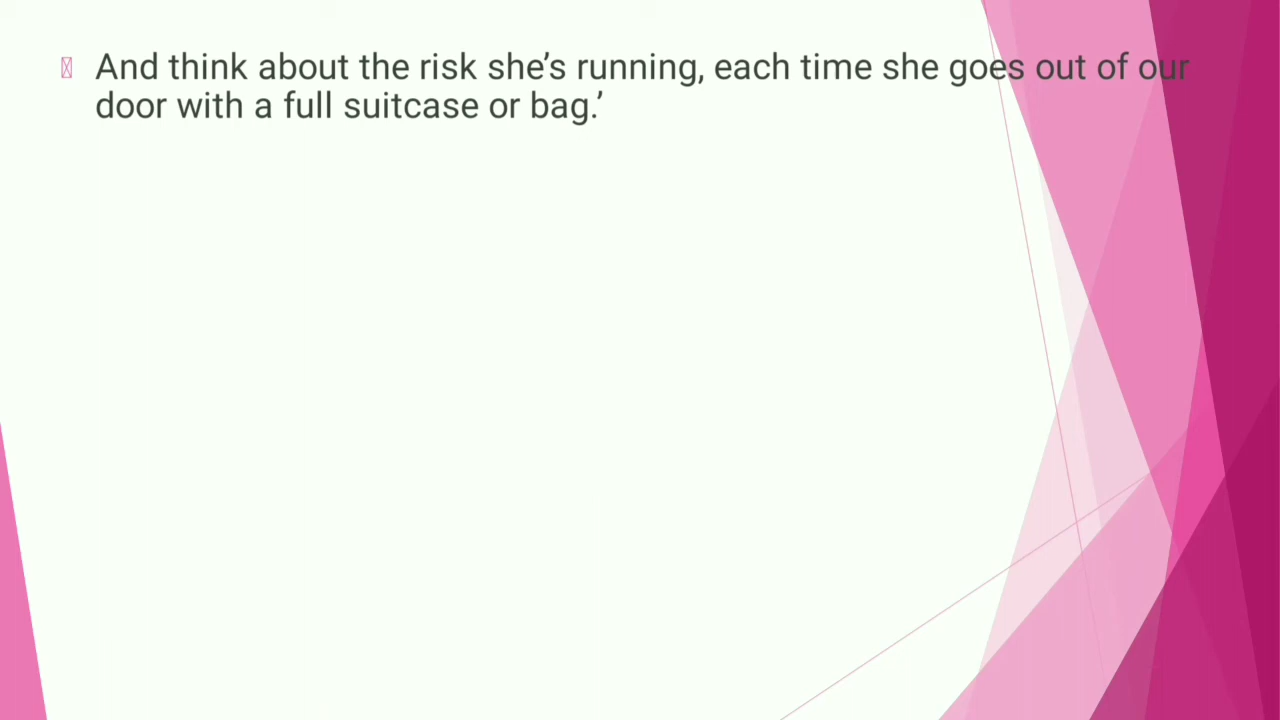 And think about the risk she’s running, each time she goes out of our
door with a full suitcase or bag.’